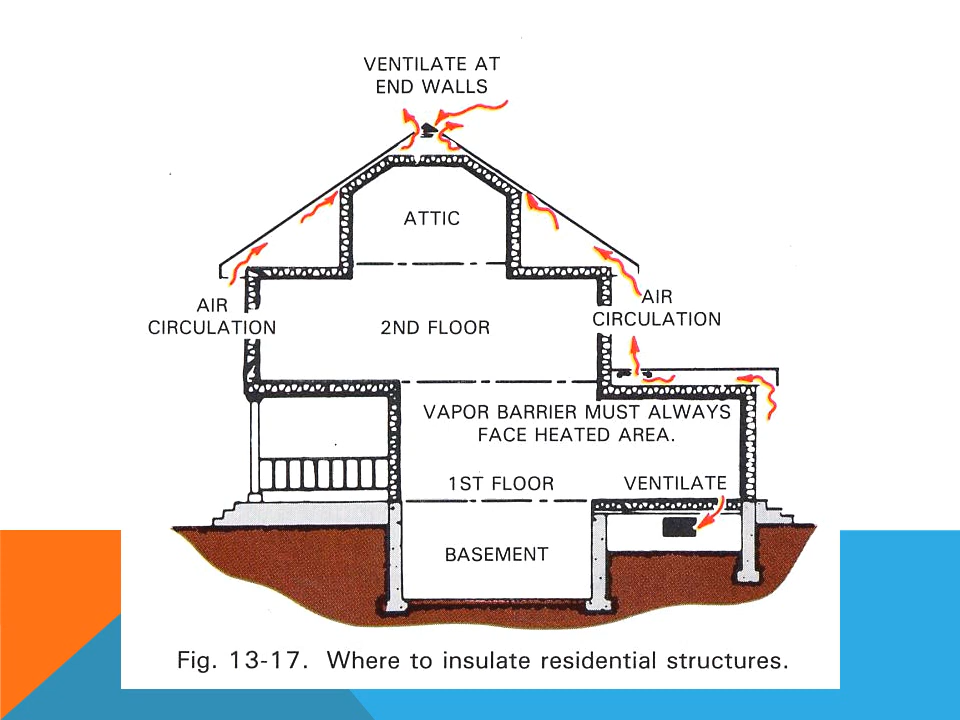 VENTILATE AT
END WALLS
ATTIC
AIR
CIRCULATION
2ND FLOOR
AIR
CIRCULATION
VAPOR BARRIER MUST ALWAYS
FACE HEATED AREA.
1ST FLOOR
VENTILATE
BASEMENT
Fig. 13-17. Where to insulate residential structures.